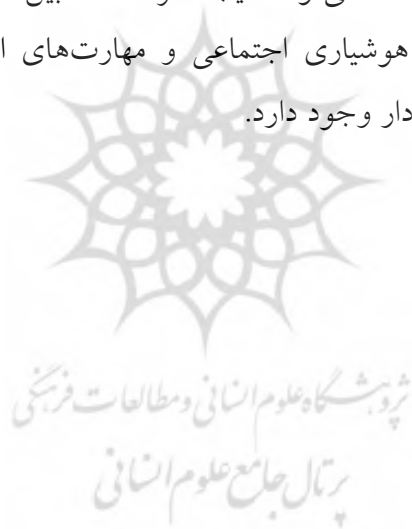 هوشیاری اجتماعی و مهارت‌های
دار وجود دارد.
پژوهشگاه علوم انسانی و مطالعات فرهنگی
پرتال جامع علوم انسانی